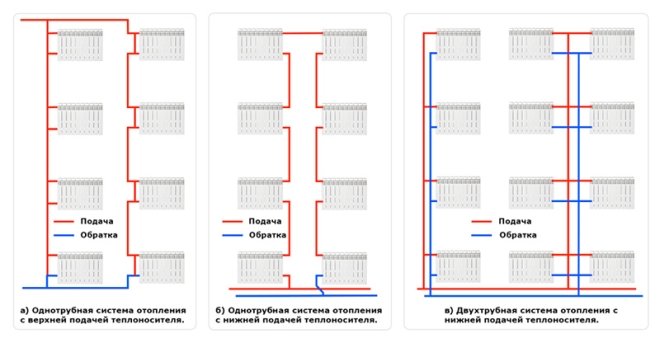 Подача
Обратка
а) Однотрубная система отопления
с верхней подачей теплоносителя.
Подача
Обратка
б) Однотрубная система отопления
с нижней подачей теплоносителя.
Подача
Обратка
в) Двухтрубная система отопления с
нижней подачей теплоносителя.